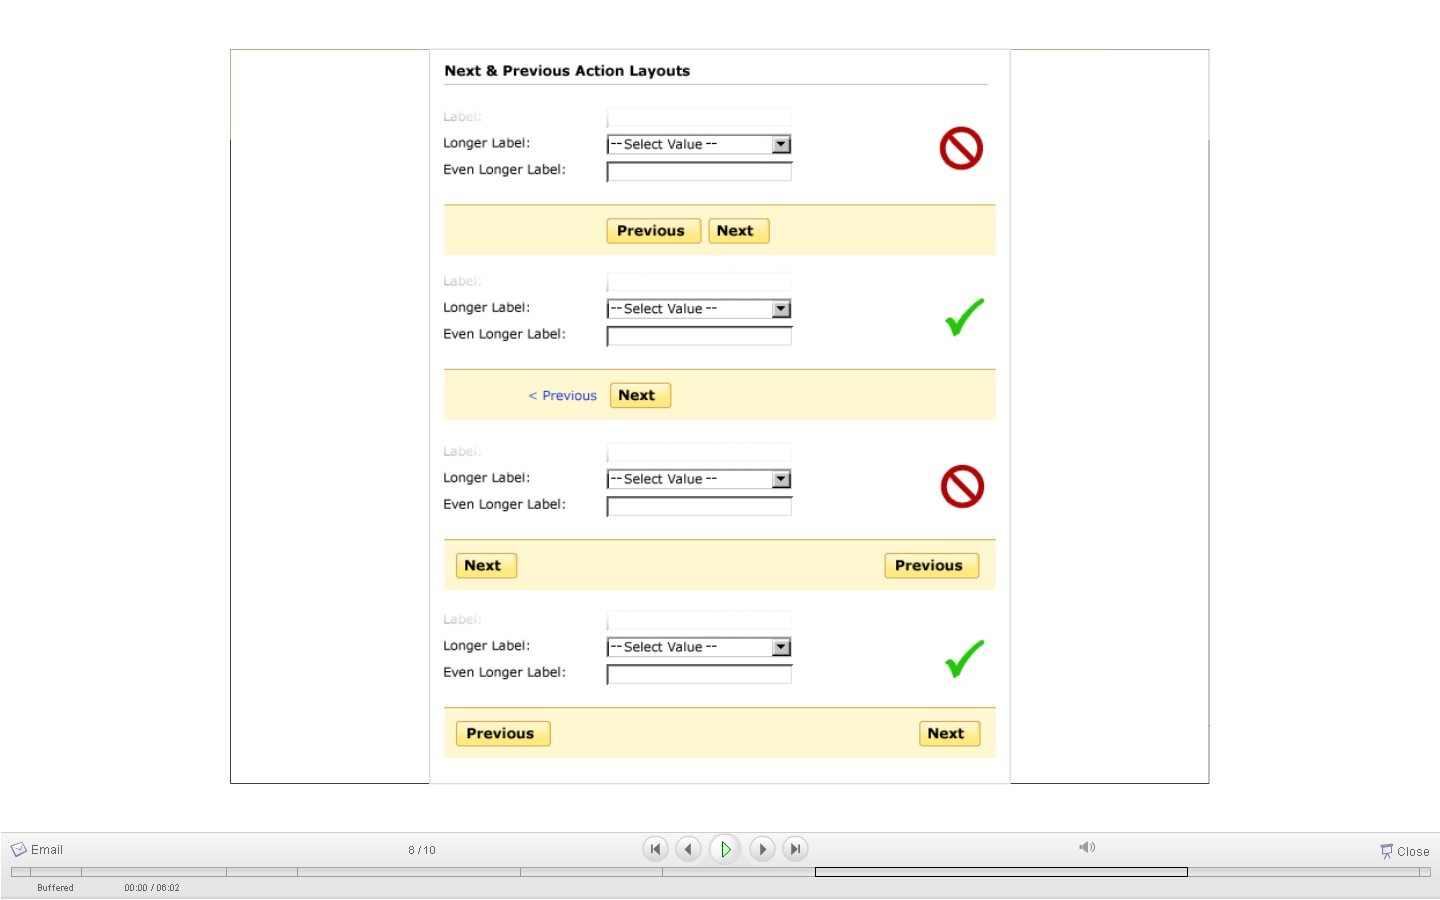 Next & Previous Action Layouts
Label:
Longer Label: --Select Value --
Even Longer Label:
Previous Next
Label:
Longer Label: --Select Value --
Even Longer Label:
< Previous Next
Label:
Longer Label: --Select Value --
Even Longer Label:
Next Previous
Label:
Longer Label: --Select Value --
Even Longer Label:
Previous Next
Email 8 / 10 Close
Buffered 00:00 / 06:02